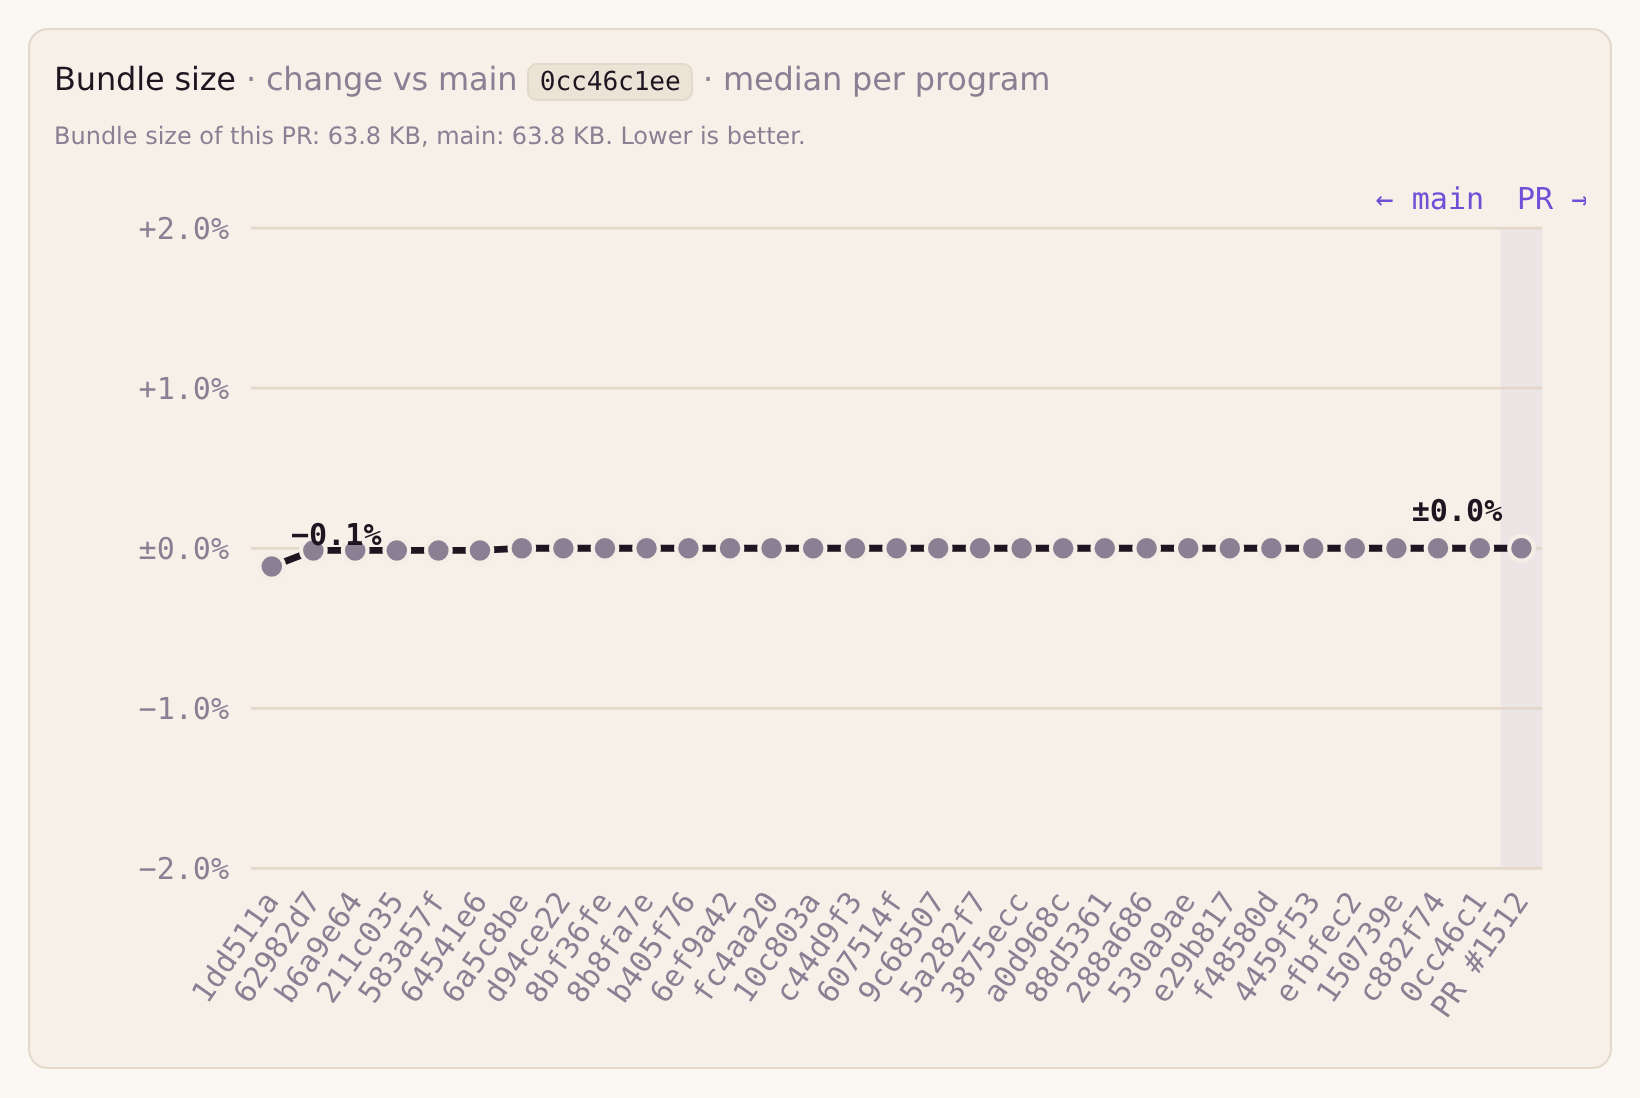 Bundle size · change vs main 0cc46c1ee · median per program
Bundle size of this PR: 63.8 KB, main: 63.8 KB. Lower is better.
← main PR →
+2.0%
+1.0%
±0.0%
−1.0%
−2.0%
−0.1%
±0.0%
1dd511a
62982d7
b6a9e64
211c035
583a57f
64541e6
6a5c8be
d94ce22
8bf36fe
8b8fa7e
b405f76
6ef9a42
fc4aa20
10c803a
c44d9f3
607514f
9c68507
5a282f7
3875ecc
a0d968c
88d5361
288a686
530a9ae
e29b817
f48580d
4459f53
efbfec2
150739e
c882f74
0cc46c1
PR #1512